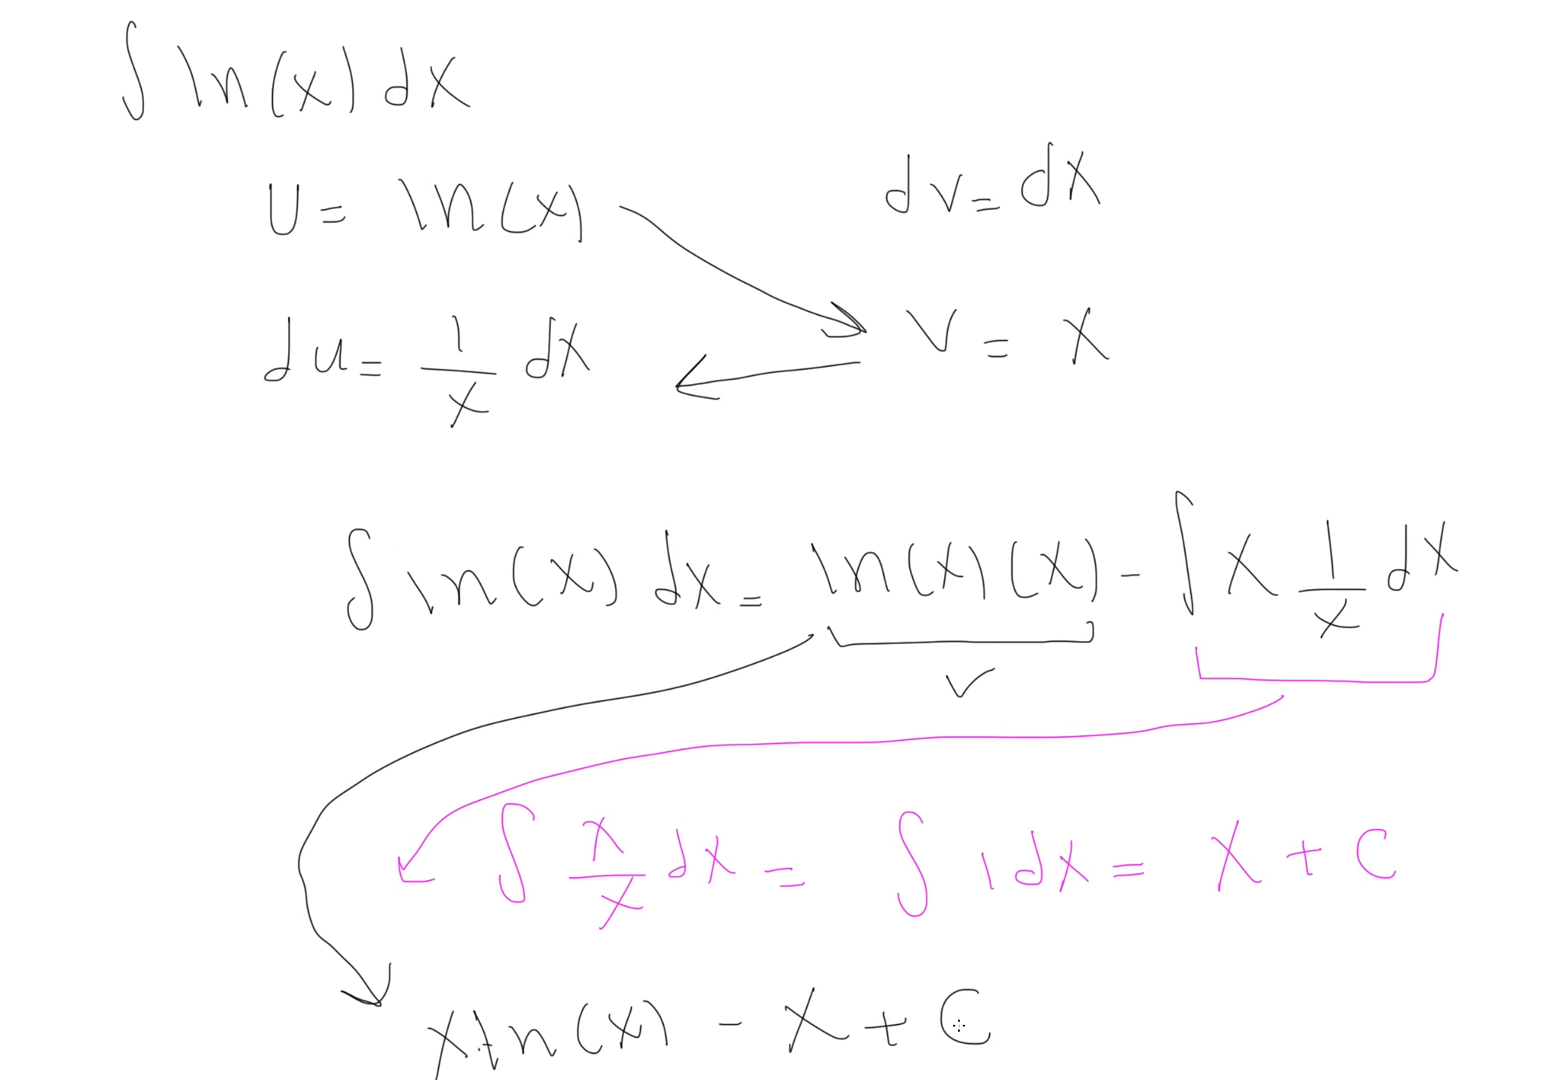 ∫ ln(x) dx
U = ln(x) dv = dx
du = 1/x dx v = x
∫ ln(x) dx = ln(x)(x) - ∫ x 1/x dx
∫ x/x dx = ∫ 1 dx = x + C
x ln(x) - x + C